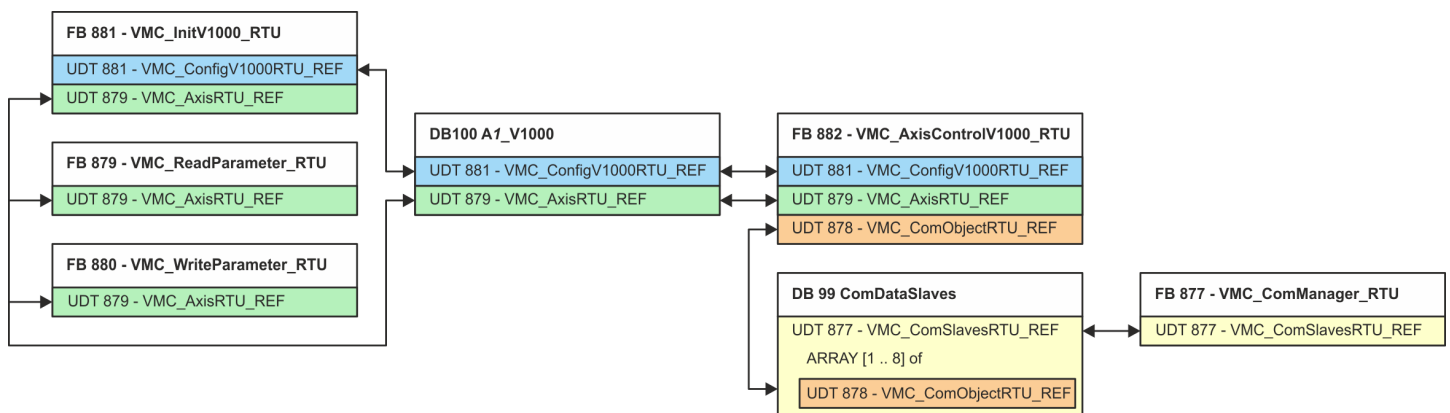 FB 881 - VMC_InitV1000_RTU
UDT 881 - VMC_ConfigV1000RTU_REF
UDT 879 - VMC_AxisRTU_REF
FB 879 - VMC_ReadParameter_RTU
UDT 879 - VMC_AxisRTU_REF
FB 880 - VMC_WriteParameter_RTU
UDT 879 - VMC_AxisRTU_REF
DB100 A1_V1000
UDT 881 - VMC_ConfigV1000RTU_REF
UDT 879 - VMC_AxisRTU_REF
FB 882 - VMC_AxisControlV1000_RTU
UDT 881 - VMC_ConfigV1000RTU_REF
UDT 879 - VMC_AxisRTU_REF
UDT 878 - VMC_ComObjectRTU_REF
DB 99 ComDataSlaves
UDT 877 - VMC_ComSlavesRTU_REF
ARRAY [1 .. 8] of
UDT 878 - VMC_ComObjectRTU_REF
FB 877 - VMC_ComManager_RTU
UDT 877 - VMC_ComSlavesRTU_REF